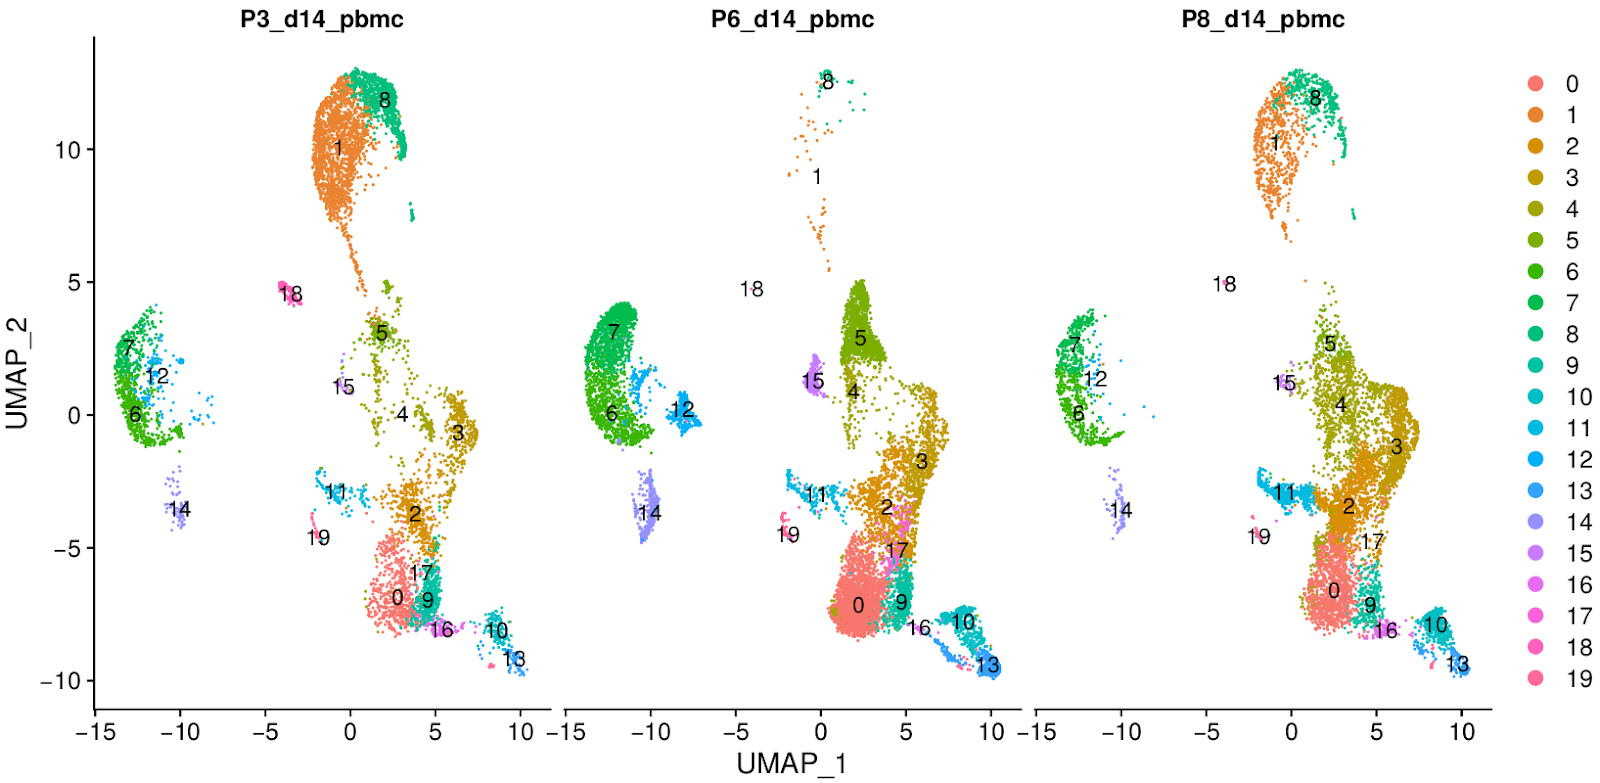 P3_d14_pbmc P6_d14_pbmc P8_d14_pbmc
8 8 8
1 1 1
18 18 18
7 5 7 5 7 5
12 15 15 12 15
6 4 3 6 4 12 3 6 4 3
14 11 2 14 11 2 14 11 2
19 17 19 17 19 17
0 9 0 9 0 9
16 10 16 10 16 10
13 13 13
10
5
0
−5
−10
UMAP_2
−15 −10 −5 0 5 10 −15 −10 −5 0 5 10 −15 −10 −5 0 5 10
UMAP_1
0
1
2
3
4
5
6
7
8
9
10
11
12
13
14
15
16
17
18
19